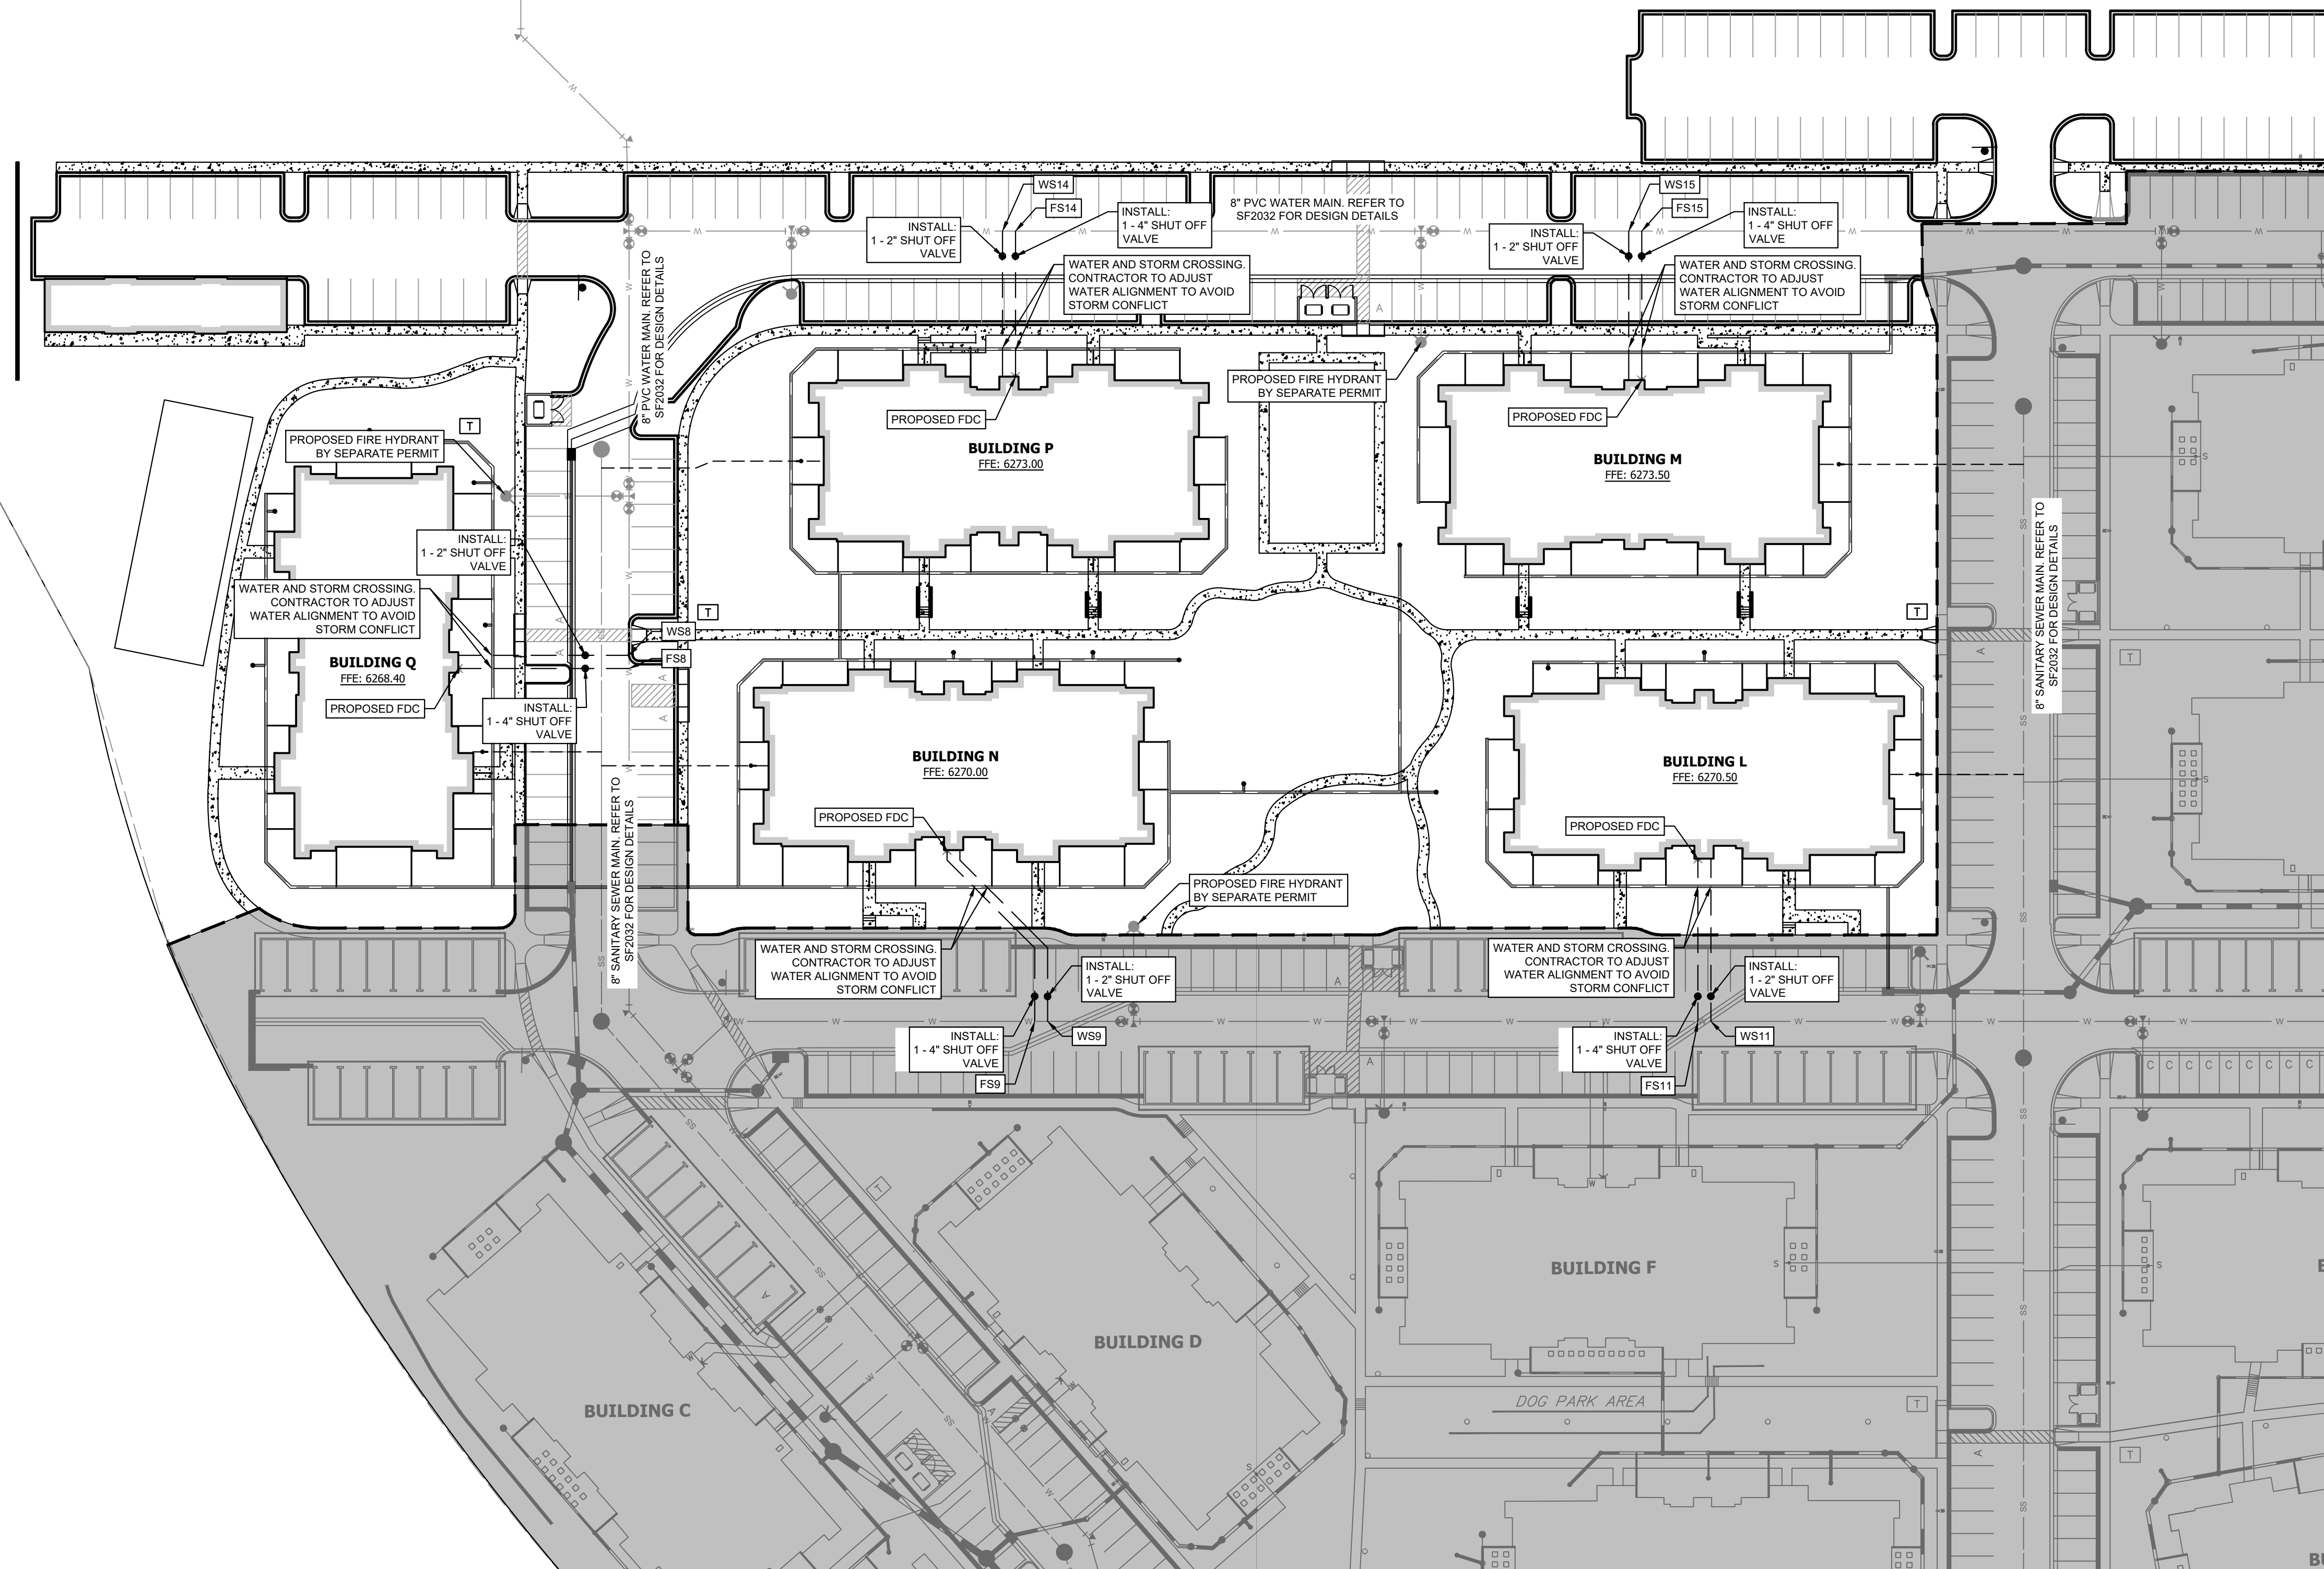 WS14
FS14
INSTALL:
1 - 2" SHUT OFF
VALVE
INSTALL:
1 - 4" SHUT OFF
VALVE
8" PVC WATER MAIN. REFER TO
SF2032 FOR DESIGN DETAILS
WS15
FS15
INSTALL:
1 - 2" SHUT OFF
VALVE
INSTALL:
1 - 4" SHUT OFF
VALVE
WATER AND STORM CROSSING.
CONTRACTOR TO ADJUST
WATER ALIGNMENT TO AVOID
STORM CONFLICT
WATER AND STORM CROSSING.
CONTRACTOR TO ADJUST
WATER ALIGNMENT TO AVOID
STORM CONFLICT
8" PVC WATER MAIN. REFER TO
SF2032 FOR DESIGN DETAILS
PROPOSED FIRE HYDRANT
BY SEPARATE PERMIT
PROPOSED FDC
PROPOSED FDC
T
PROPOSED FIRE HYDRANT
BY SEPARATE PERMIT
BUILDING P
FFE: 6273.00
BUILDING M
FFE: 6273.50
INSTALL:
1 - 2" SHUT OFF
VALVE
WATER AND STORM CROSSING.
CONTRACTOR TO ADJUST
WATER ALIGNMENT TO AVOID
STORM CONFLICT
T
T
8" SANITARY SEWER MAIN. REFER TO
SF2032 FOR DESIGN DETAILS
WS8
FS8
T
BUILDING Q
FFE: 6268.40
PROPOSED FDC
INSTALL:
1 - 4" SHUT OFF
VALVE
BUILDING N
FFE: 6270.00
BUILDING L
FFE: 6270.50
PROPOSED FDC
PROPOSED FDC
8" SANITARY SEWER MAIN. REFER TO
SF2032 FOR DESIGN DETAILS
PROPOSED FIRE HYDRANT
BY SEPARATE PERMIT
WATER AND STORM CROSSING.
CONTRACTOR TO ADJUST
WATER ALIGNMENT TO AVOID
STORM CONFLICT
INSTALL:
1 - 2" SHUT OFF
VALVE
WATER AND STORM CROSSING.
CONTRACTOR TO ADJUST
WATER ALIGNMENT TO AVOID
STORM CONFLICT
INSTALL:
1 - 2" SHUT OFF
VALVE
INSTALL:
1 - 4" SHUT OFF
VALVE
WS9
FS9
INSTALL:
1 - 4" SHUT OFF
VALVE
WS11
FS11
C C C C C C C C C
T
BUILDING F
BUILDING D
BUILDING C
DOG PARK AREA
T
T